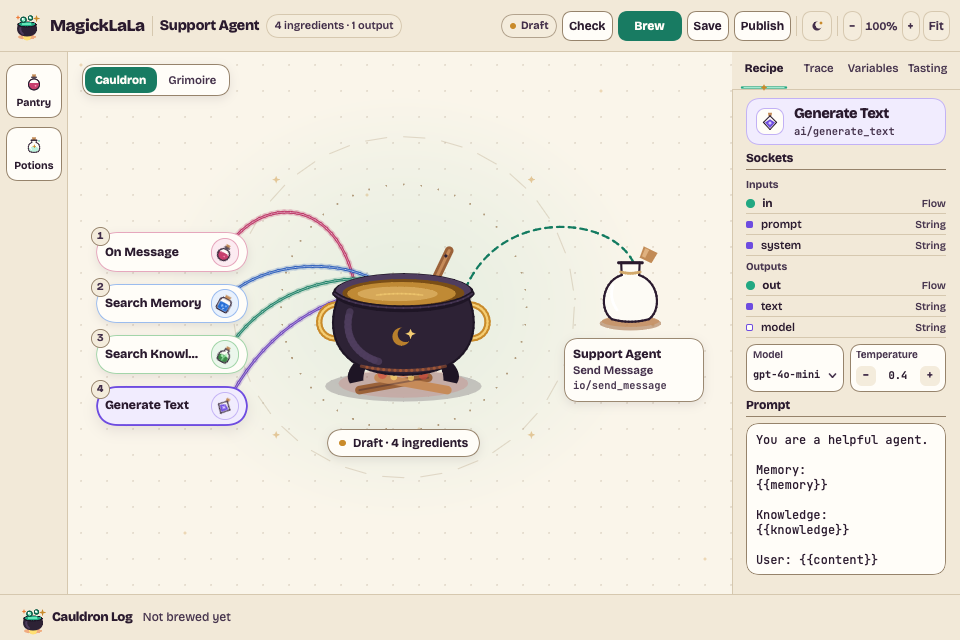 MagickLaLa
Support Agent
4 ingredients · 1 output
Draft
Check
Brew
Save
Publish
−
100%
+
Fit
Pantry
Potions
Cauldron
Grimoire
Recipe
Trace
Variables
Tasting
1
On Message
2
Search Memory
3
Search Knowl...
4
Generate Text
Draft · 4 ingredients
Support Agent
Send Message
io/send_message
Generate Text
ai/generate_text
Sockets
Inputs
in Flow
prompt String
system String
Outputs
out Flow
text String
model String
Model
gpt-4o-mini
Temperature
− 0.4 +
Prompt
You are a helpful agent.
Memory:
{{memory}}
Knowledge:
{{knowledge}}
User: {{content}}
Cauldron Log
Not brewed yet